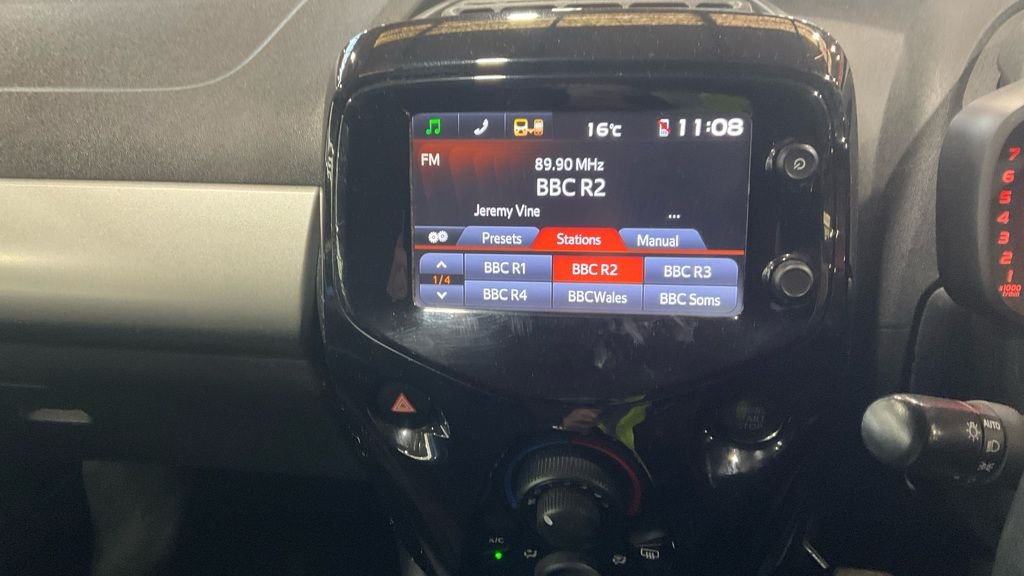 16°C 11:08
FM
89.90 MHz
BBC R2
Jeremy Vine ...
Presets Stations Manual
1/4
BBC R1 BBC R2 BBC R3
BBC R4 BBCWales BBC Soms
7
6
5
4
3
2
1
x1000
r/min
AUTO
A/C